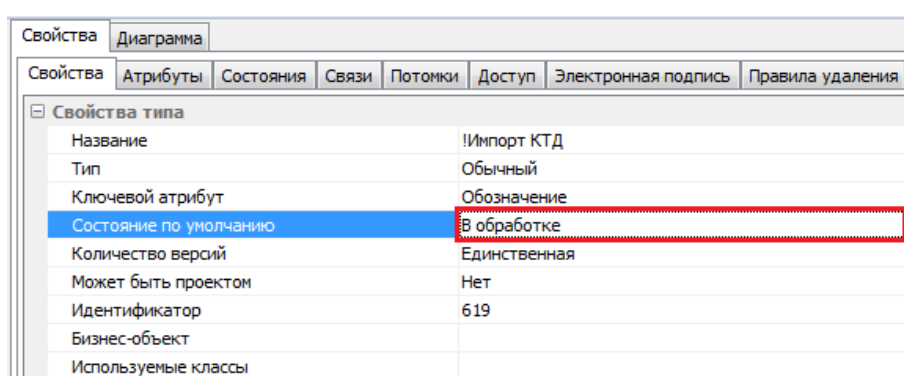 Свойства Диаграмма
Свойства Атрибуты Состояния Связи Потомки Доступ Электронная подпись Правила удаления
Свойства типа
Название !Импорт КТД
Тип Обычный
Ключевой атрибут Обозначение
Состояние по умолчанию В обработке
Количество версий Единственная
Может быть проектом Нет
Идентификатор 619
Бизнес-объект
Используемые классы